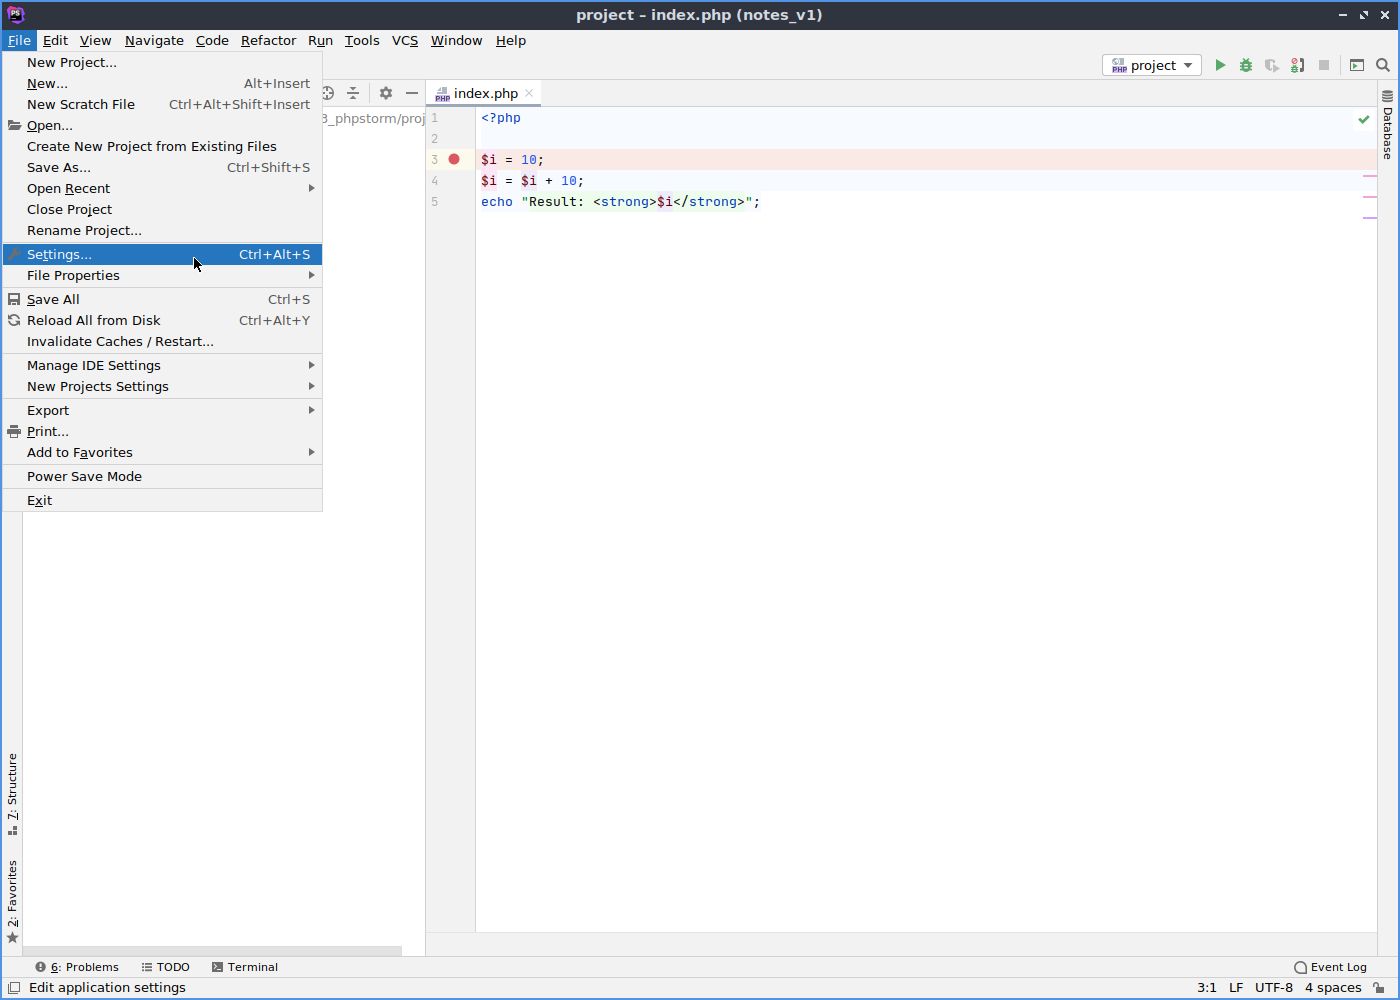 PS
project – index.php (notes_v1)
File Edit View Navigate Code Refactor Run Tools VCS Window Help
New Project...
New... Alt+Insert
New Scratch File Ctrl+Alt+Shift+Insert
Open...
Create New Project from Existing Files
Save As... Ctrl+Shift+S
Open Recent
Close Project
Rename Project...
Settings... Ctrl+Alt+S
File Properties
Save All Ctrl+S
Reload All from Disk Ctrl+Alt+Y
Invalidate Caches / Restart...
Manage IDE Settings
New Projects Settings
Export
Print...
Add to Favorites
Power Save Mode
Exit
PHP project
3_phpstorm/proj
PHP index.php
1 <?php
2
3 $i = 10;
4 $i = $i + 10;
5 echo "Result: <strong>$i</strong>";
Database
7: Structure
2: Favorites
6: Problems TODO Terminal Event Log
Edit application settings 3:1 LF UTF-8 4 spaces